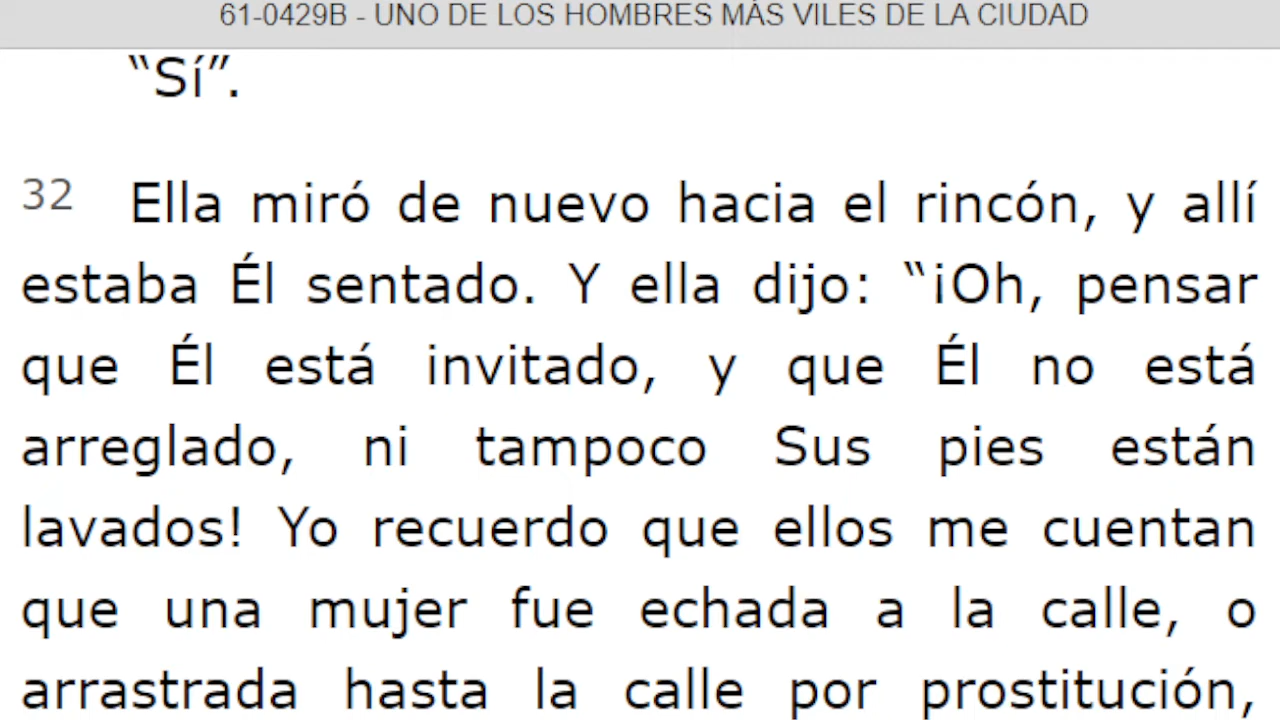 61-0429B - UNO DE LOS HOMBRES MÁS VILES DE LA CIUDAD
“Sí”.
32 Ella miró de nuevo hacia el rincón, y allí
estaba Él sentado. Y ella dijo: “¡Oh, pensar
que Él está invitado, y que Él no está
arreglado, ni tampoco Sus pies están
lavados! Yo recuerdo que ellos me cuentan
que una mujer fue echada a la calle, o
arrastrada hasta la calle por prostitución,